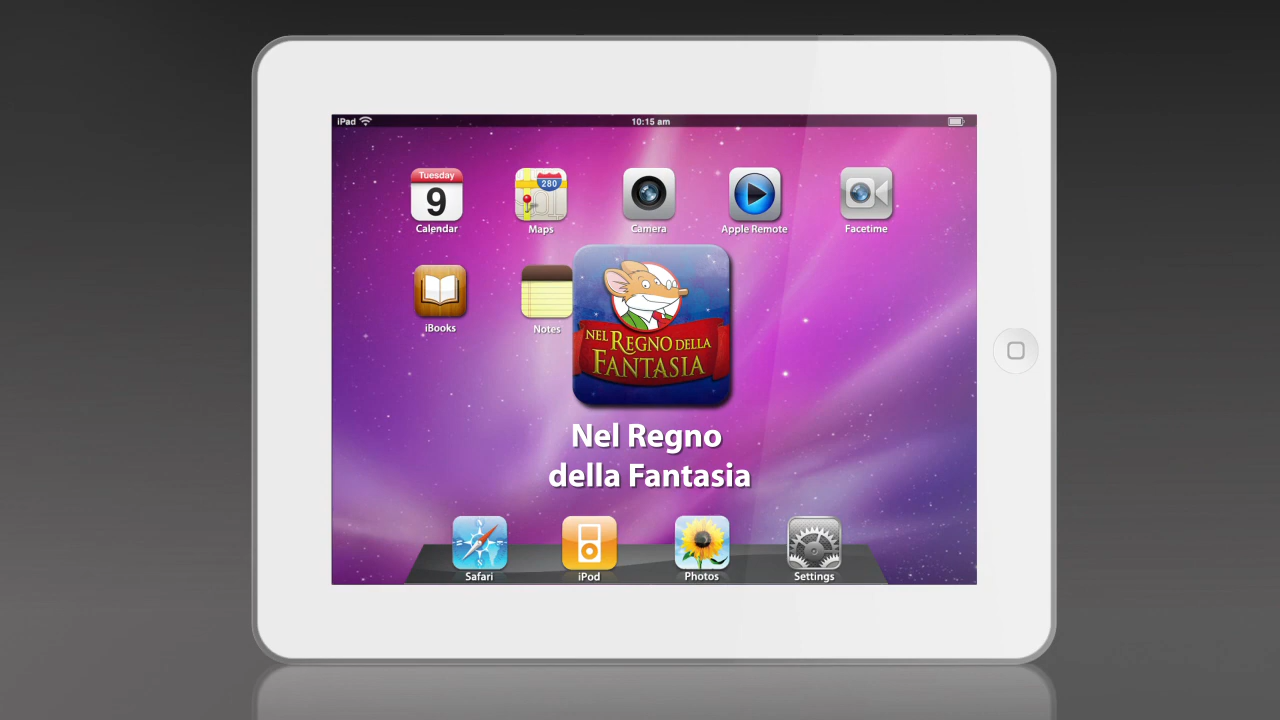 iPad
10:15 am
Tuesday
9
280
Calendar
Maps
Camera
Apple Remote
Facetime
iBooks
Notes
NEL REGNO DELLA
FANTASIA
Nel Regno
della Fantasia
Safari
iPod
Photos
Settings